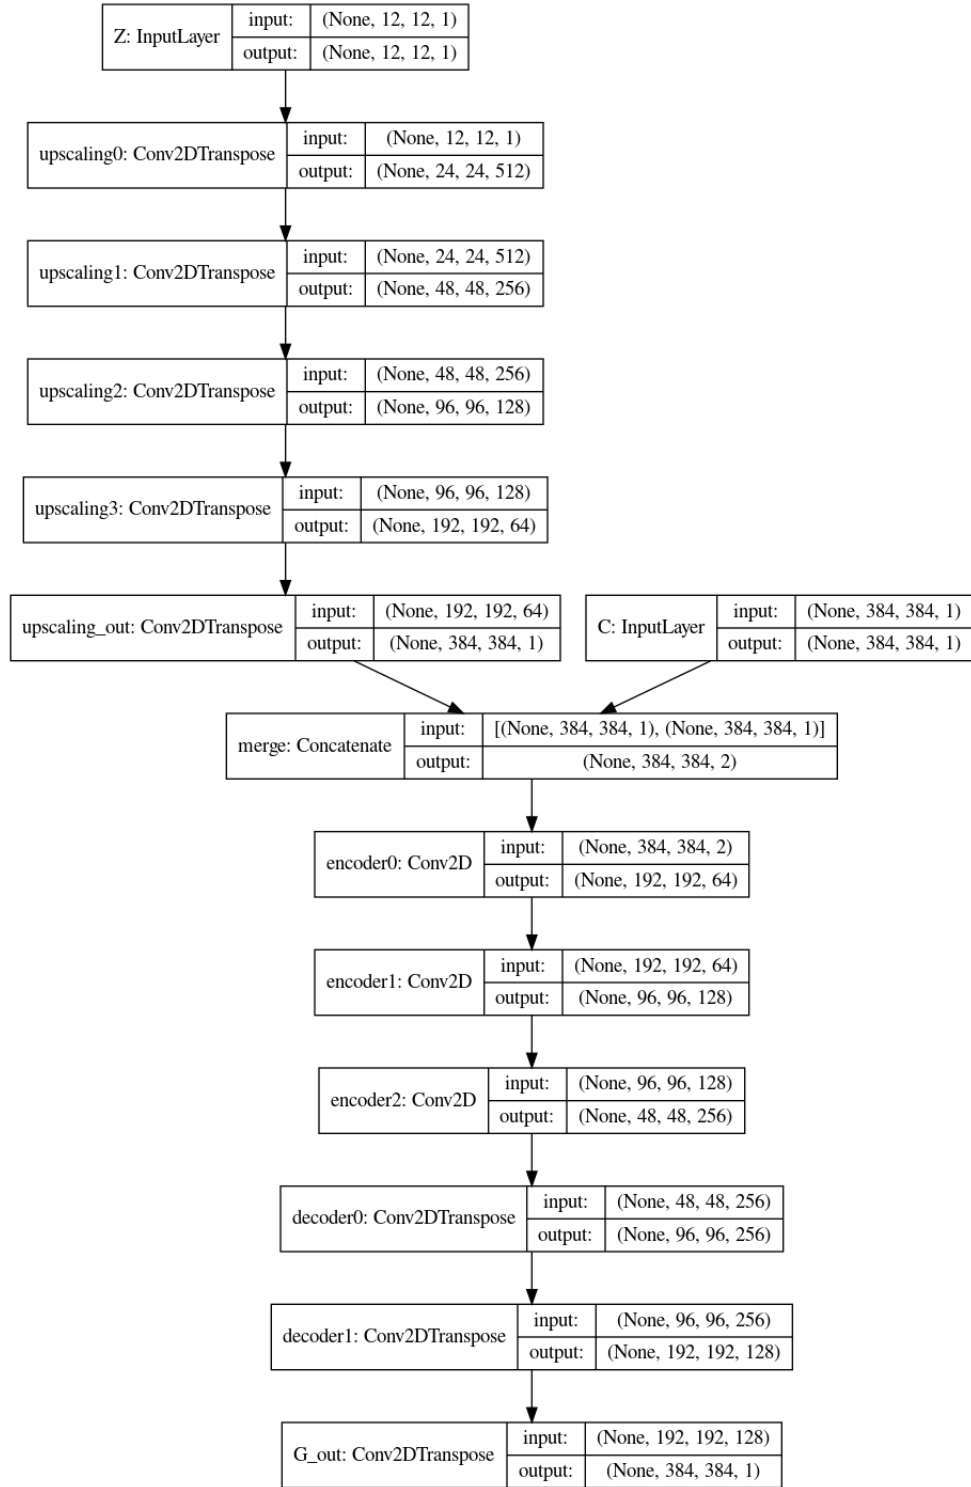 Z: InputLayer
input: (None, 12, 12, 1)
output: (None, 12, 12, 1)
upscaling0: Conv2DTranspose
input: (None, 12, 12, 1)
output: (None, 24, 24, 512)
upscaling1: Conv2DTranspose
input: (None, 24, 24, 512)
output: (None, 48, 48, 256)
upscaling2: Conv2DTranspose
input: (None, 48, 48, 256)
output: (None, 96, 96, 128)
upscaling3: Conv2DTranspose
input: (None, 96, 96, 128)
output: (None, 192, 192, 64)
upscaling_out: Conv2DTranspose
input: (None, 192, 192, 64)
output: (None, 384, 384, 1)
C: InputLayer
input: (None, 384, 384, 1)
output: (None, 384, 384, 1)
merge: Concatenate
input: [(None, 384, 384, 1), (None, 384, 384, 1)]
output: (None, 384, 384, 2)
encoder0: Conv2D
input: (None, 384, 384, 2)
output: (None, 192, 192, 64)
encoder1: Conv2D
input: (None, 192, 192, 64)
output: (None, 96, 96, 128)
encoder2: Conv2D
input: (None, 96, 96, 128)
output: (None, 48, 48, 256)
decoder0: Conv2DTranspose
input: (None, 48, 48, 256)
output: (None, 96, 96, 256)
decoder1: Conv2DTranspose
input: (None, 96, 96, 256)
output: (None, 192, 192, 128)
G_out: Conv2DTranspose
input: (None, 192, 192, 128)
output: (None, 384, 384, 1)